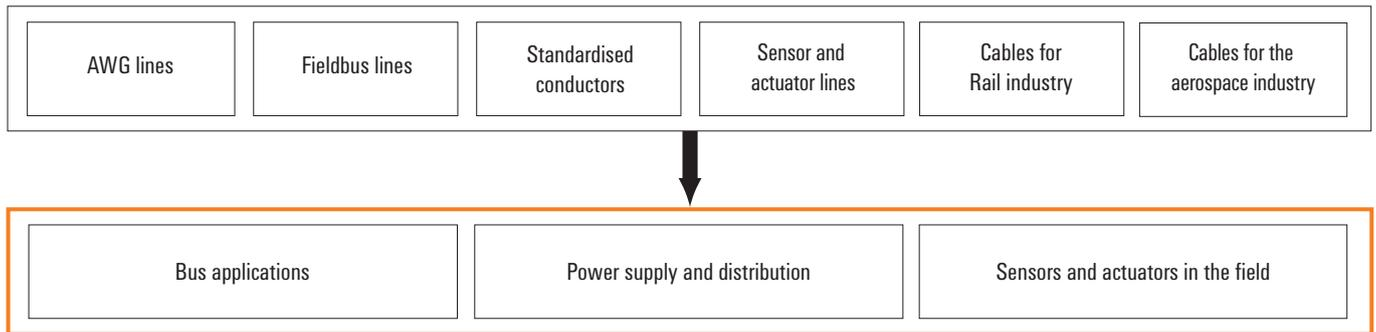 AWG lines
Fieldbus lines
Standardised
conductors
Sensor and
actuator lines
Cables for
Rail industry
Cables for the
aerospace industry
Bus applications
Power supply and distribution
Sensors and actuators in the field